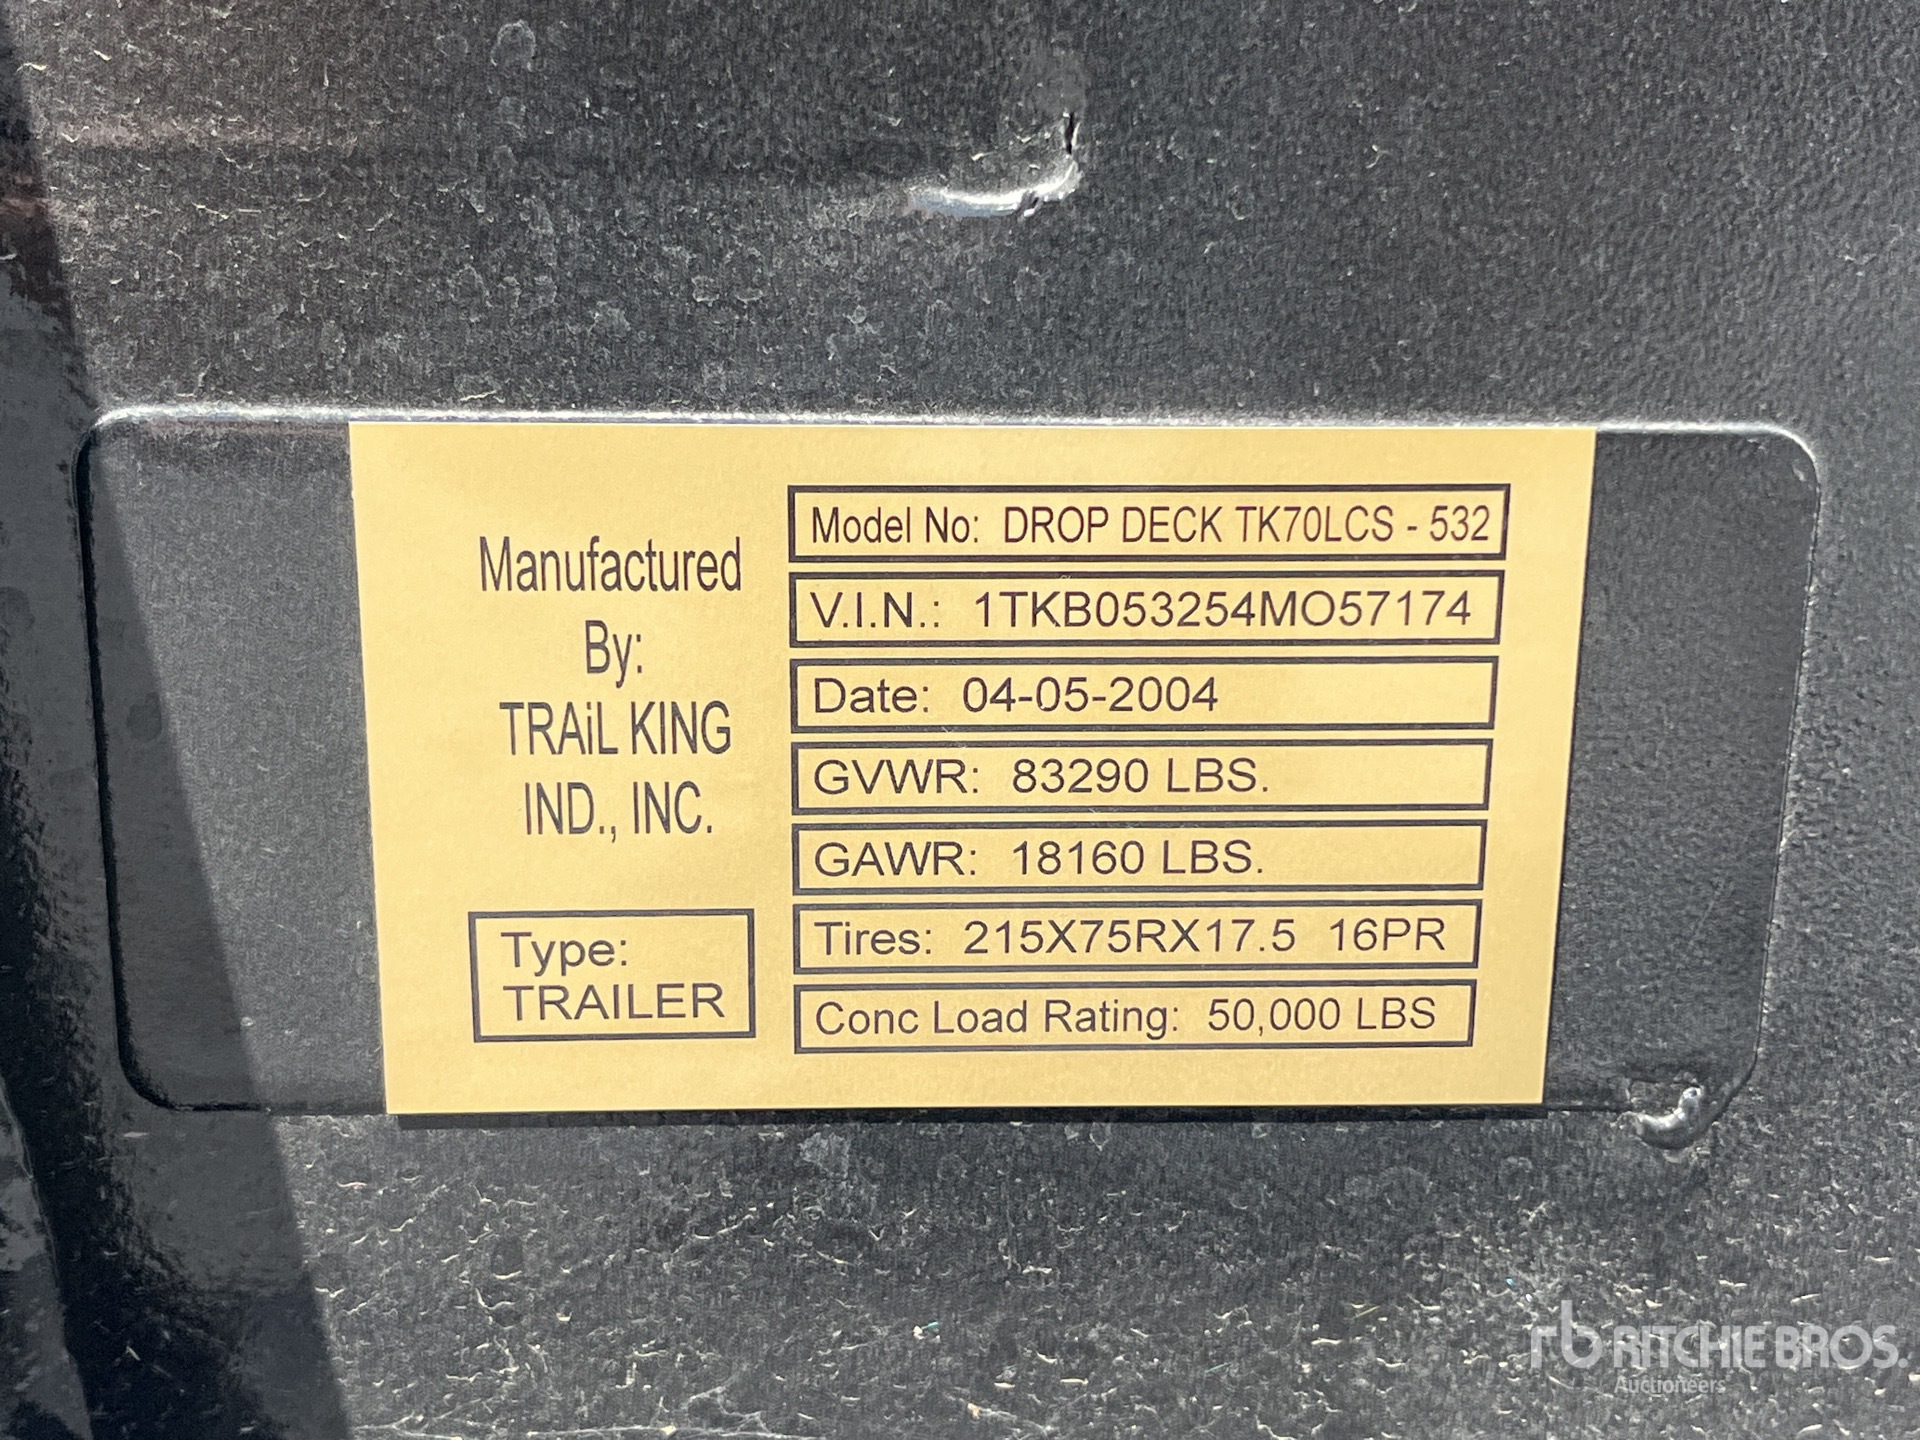 Manufactured
By:
TRAiL KING
IND., INC.
Type:
TRAILER
Model No: DROP DECK TK70LCS - 532
V.I.N.: 1TKB053254MO57174
Date: 04-05-2004
GVWR: 83290 LBS.
GAWR: 18160 LBS.
Tires: 215X75RX17.5 16PR
Conc Load Rating: 50,000 LBS
rb RITCHIE BROS.
Auctioneers